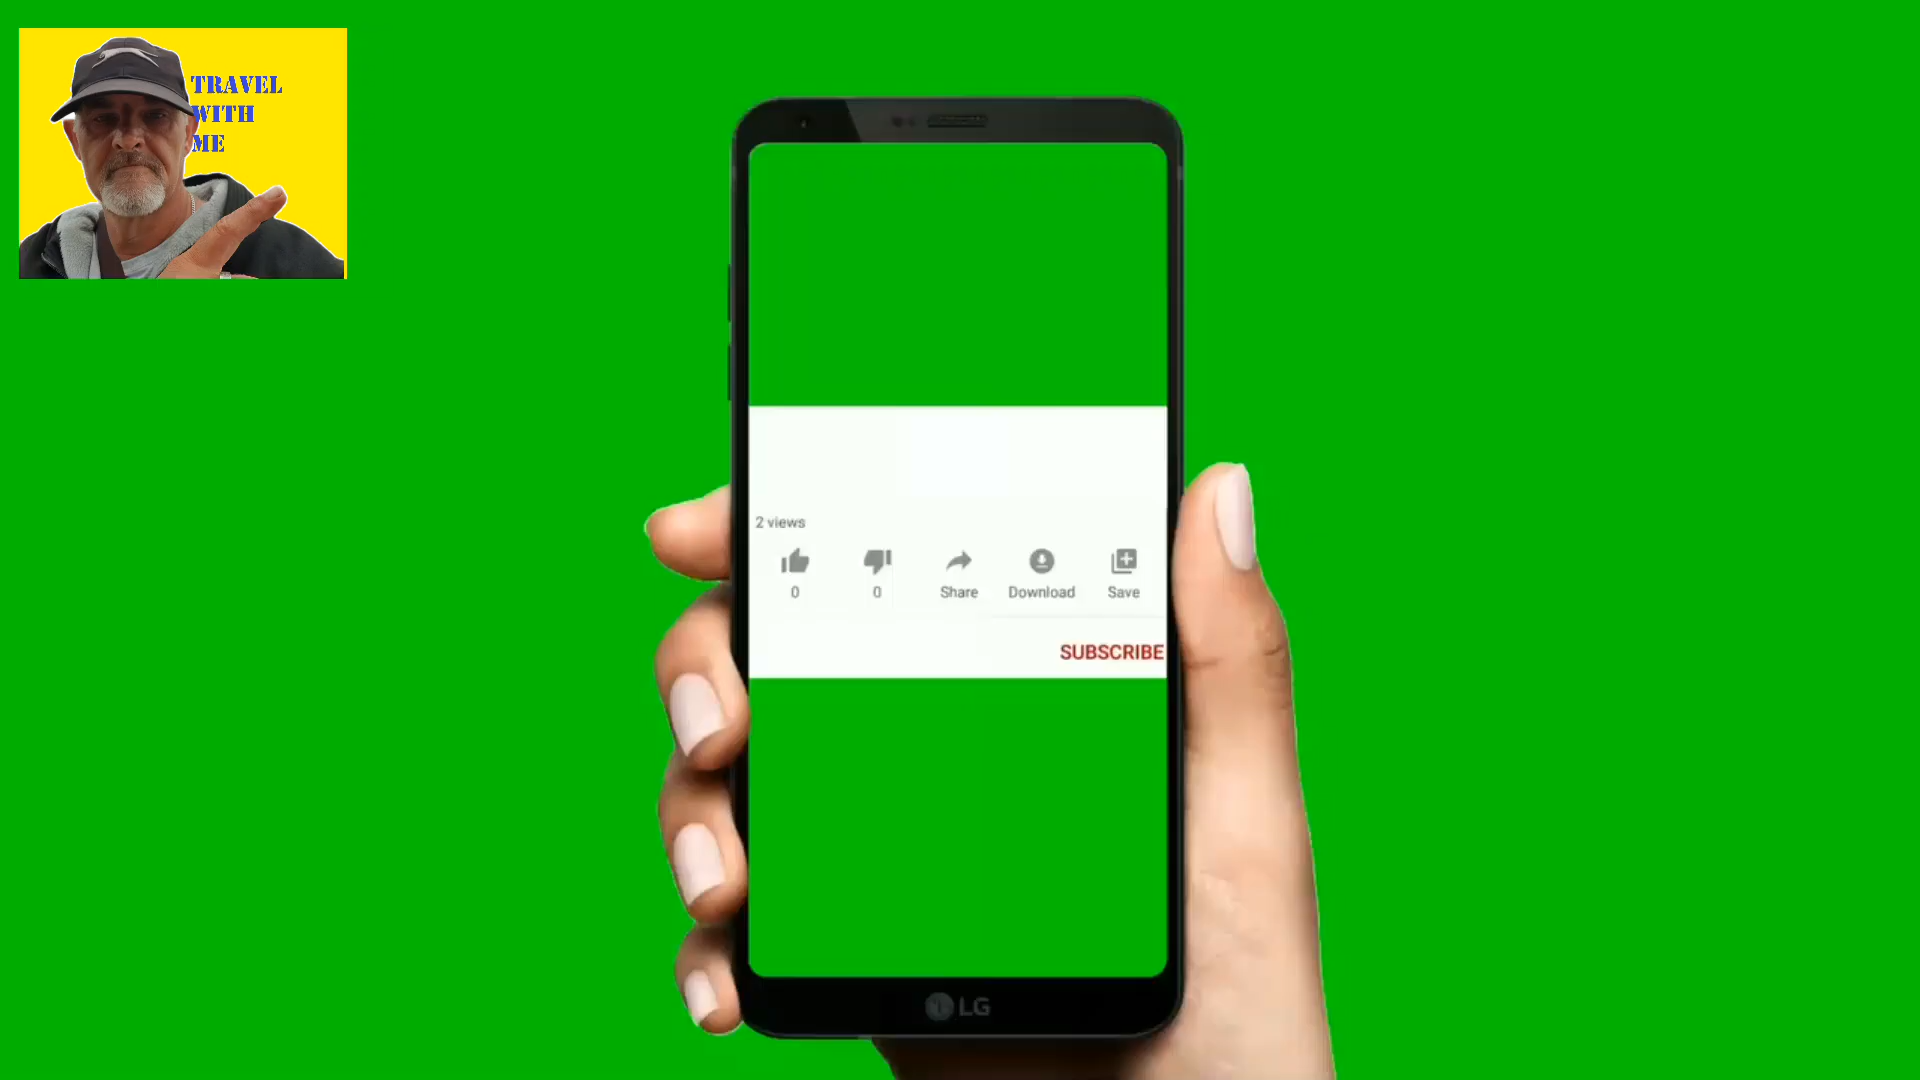 TRAVEL
WITH
ME
2 views
0 0 Share Download Save
SUBSCRIBE
LG